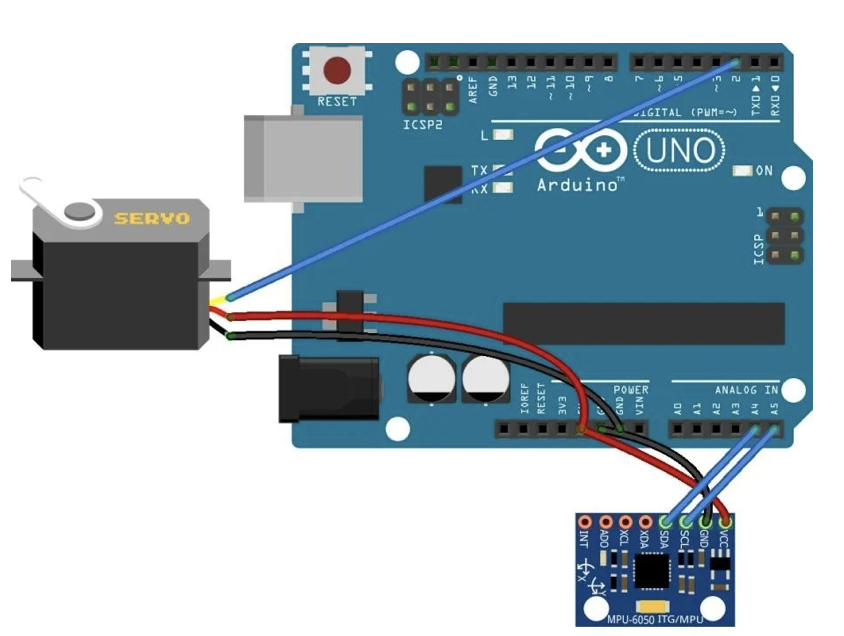 RESET
AREF
GND
13
12
~11
~10
~9
8
7
~6
5
4
~3
2
TX0▶1
RX0◀0
ICSP2
DIGITAL (PWM=~)
L
TX
RX
UNO
ON
Arduino™
1
ICSP
SERVO
IOREF
RESET
3V3
5V
GND
GND
VIN
POWER
ANALOG IN
A0
A1
A2
A3
A4
A5
INT
ADO
XCL
XDA
SDA
SCL
GND
VCC
X
Y
MPU-6050 ITG/MPU